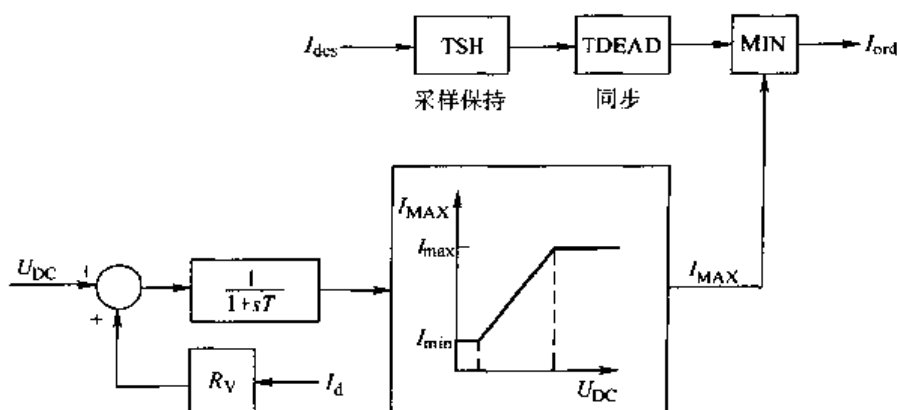 I_des TSH TDEAD MIN I_ord
采样保持 同步
I_MAX
I_max
U_DC + 1/(1+sT) I_MAX
+
I_min
R_V I_d U_DC